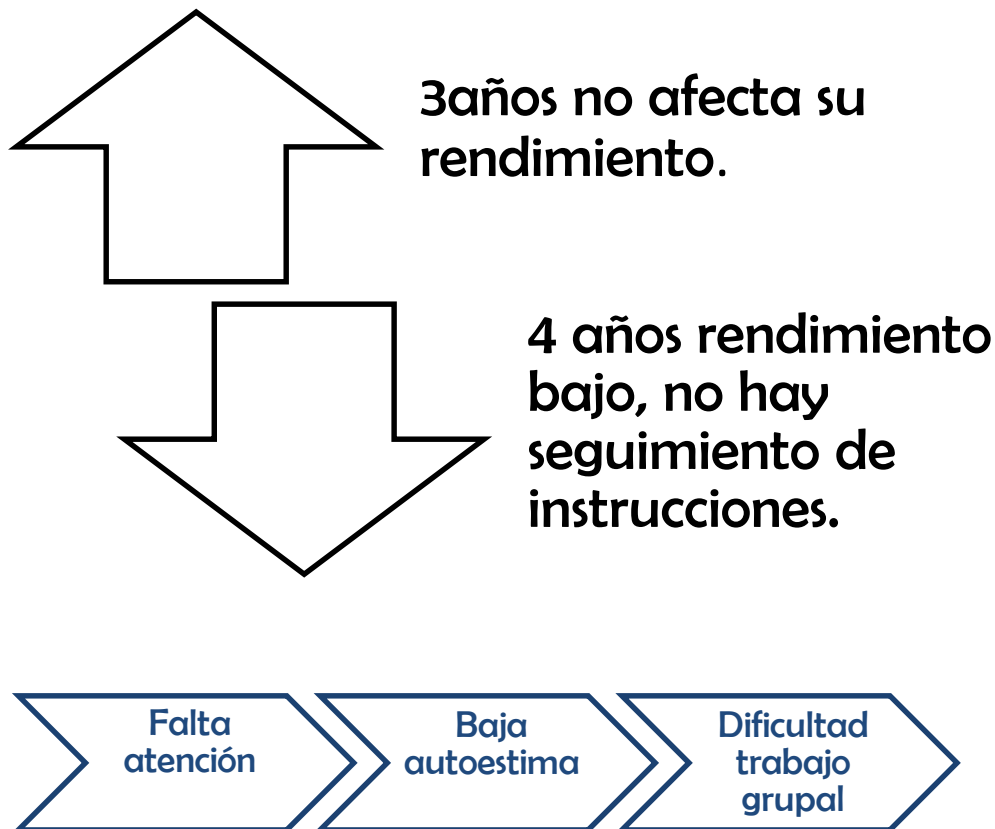 3años no afecta su
rendimiento.
4 años rendimiento
bajo, no hay
seguimiento de
instrucciones.
Falta
atención
Baja
autoestima
Dificultad
trabajo
grupal